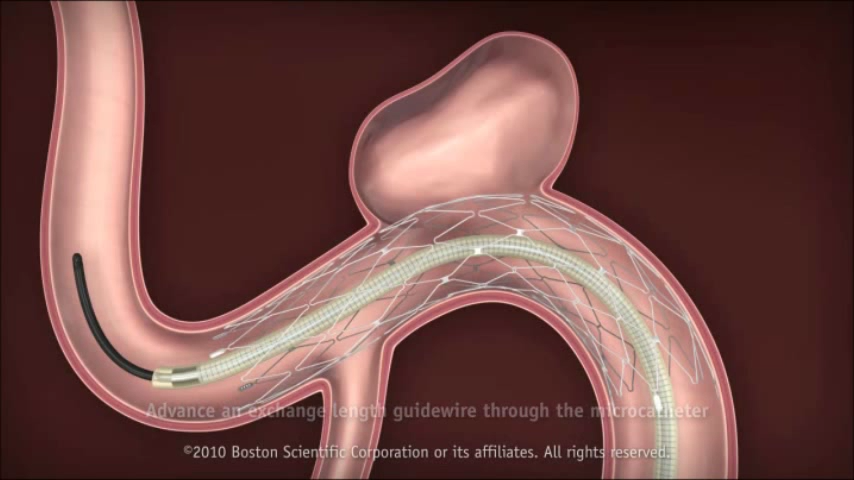 Advance an exchange length guidewire through the microcatheter
©2010 Boston Scientific Corporation or its affiliates. All rights reserved.